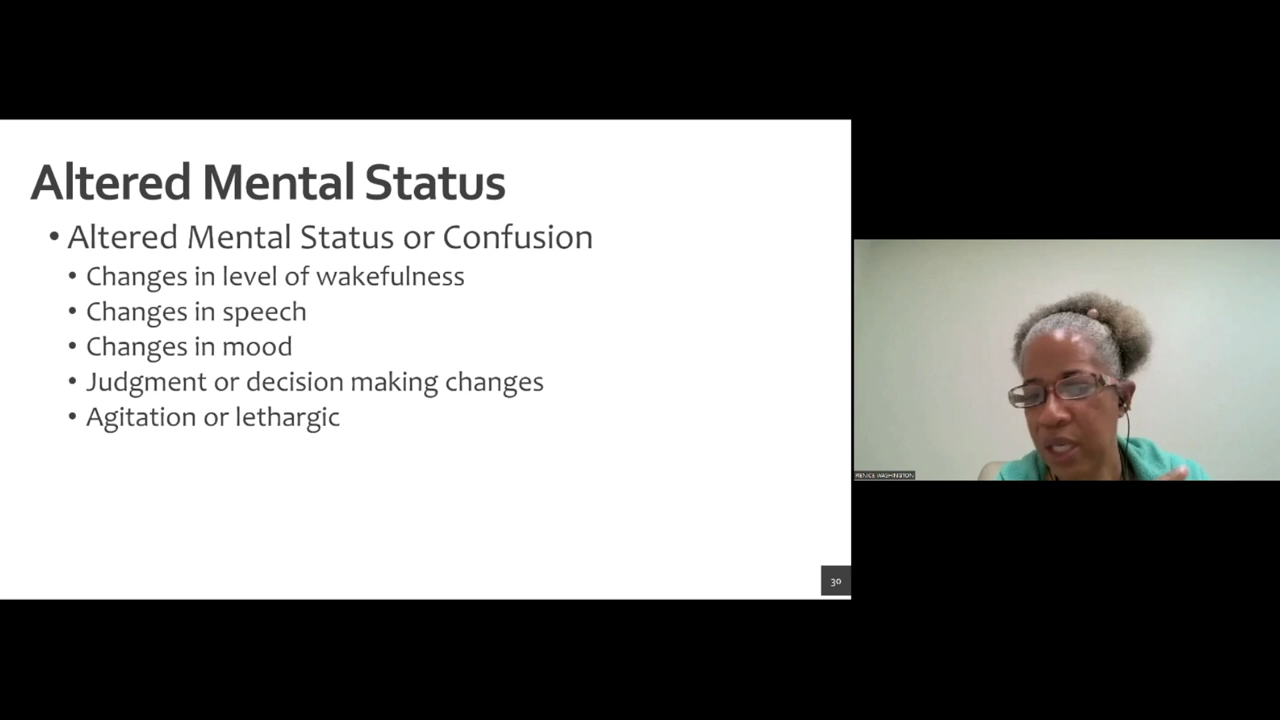 Altered Mental Status
• Altered Mental Status or Confusion
• Changes in level of wakefulness
• Changes in speech
• Changes in mood
• Judgment or decision making changes
• Agitation or lethargic
WASHINGTON
30